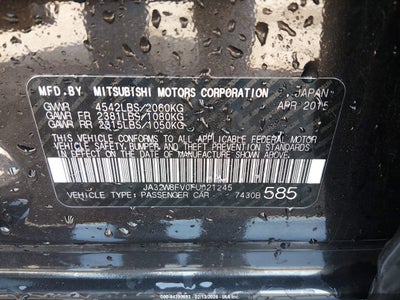 MFD.BY MITSUBISHI MOTORS CORPORATION JAPAN
GVWR 4542LBS/2060KG APR 2015
GAWR FR 2381LBS/1080KG
GAWR RR 2315LBS/1050KG
THIS VEHICLE CONFORMS TO ALL APPLICABLE FEDERAL MOTOR
VEHICLE SAFETY, BUMPER, AND THEFT PREVENTION STANDARDS
IN EFFECT ON THE DATE OF MANUFACTURE SHOWN ABOVE.
JA32W8FV0FU021245
VEHICLE TYPE: PASSENGER CAR 74308 585